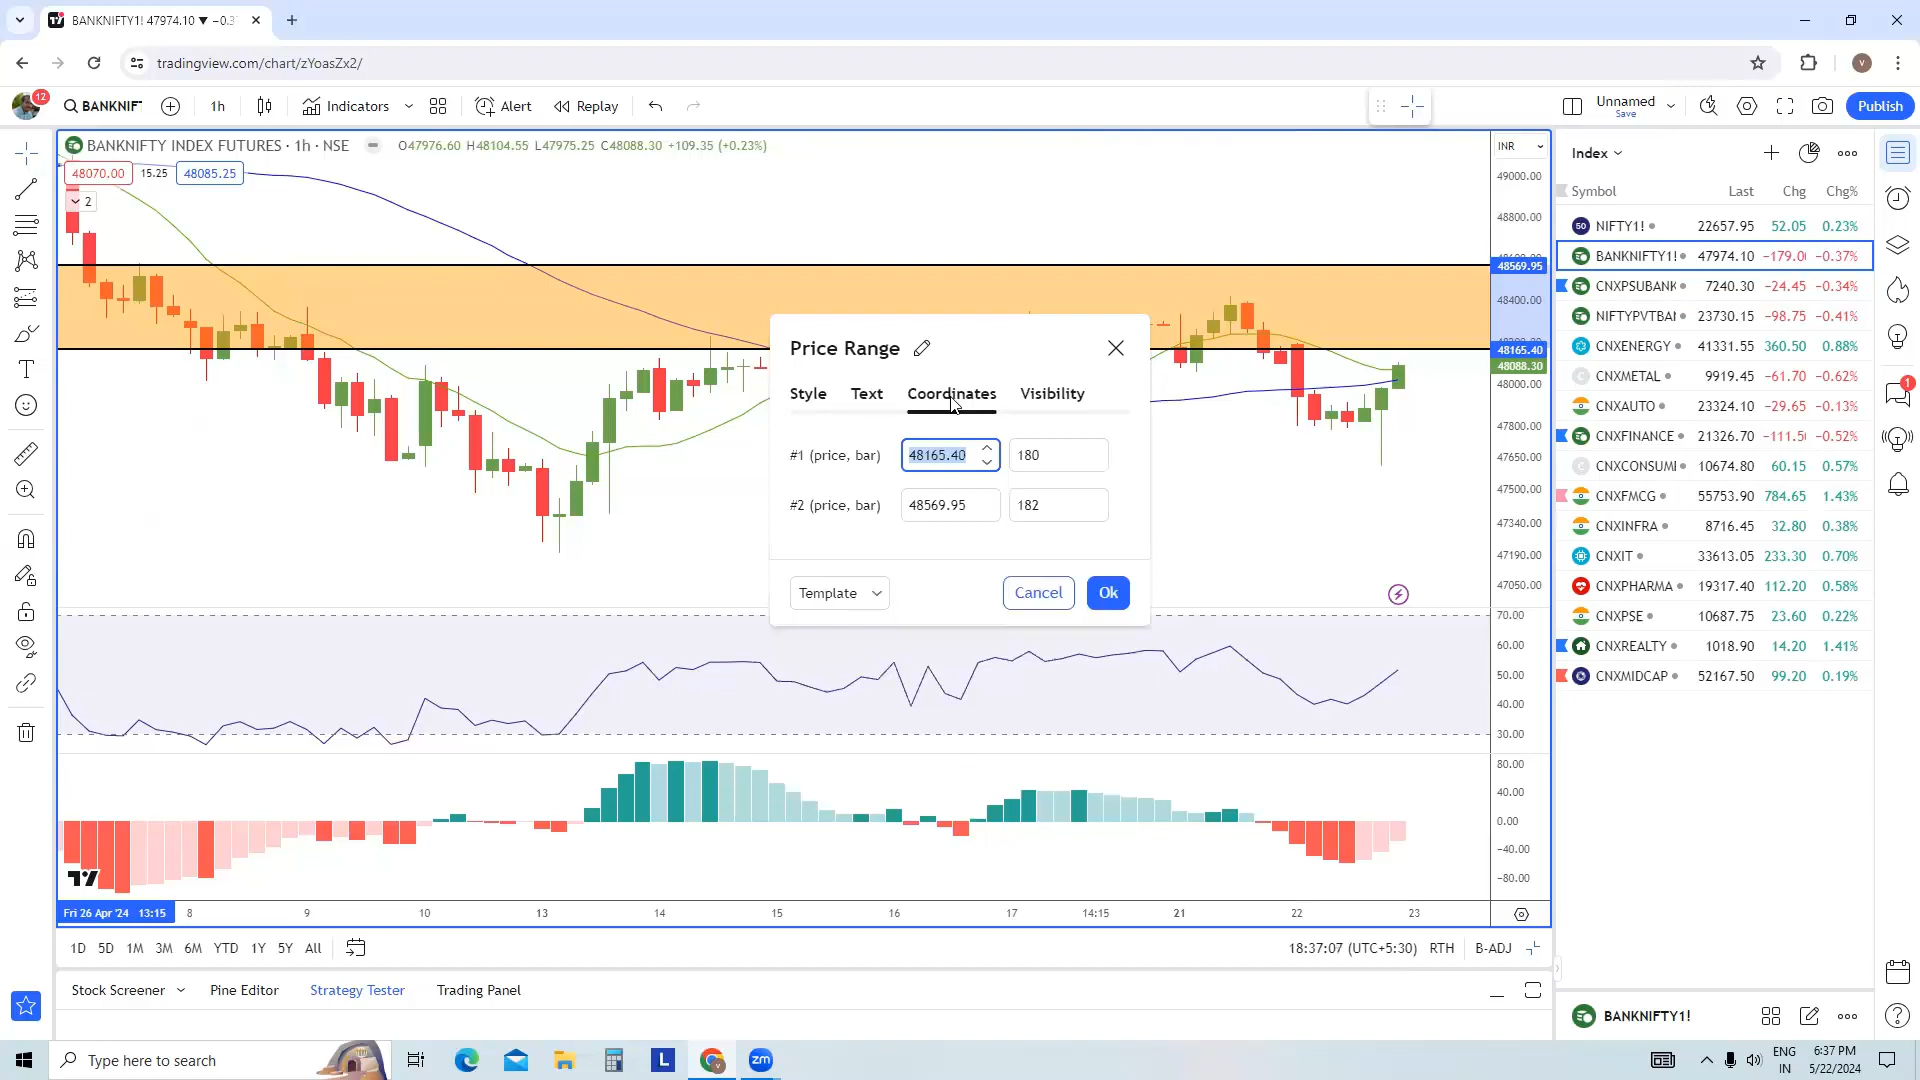 BANKNIFTY1! 47974.10 ▼ −0.3
tradingview.com/chart/zYoasZx2/
12
BANKNIF
1h
Indicators
Alert
Replay
Unnamed
Save
Publish
BANKNIFTY INDEX FUTURES · 1h · NSE
O47976.60 H48104.55 L47975.25 C48088.30 +109.35 (+0.23%)
INR
48070.00 15.25 48085.25
2
49000.00
48800.00
48569.95
48400.00
48165.40
48088.30
48000.00
47800.00
47650.00
47500.00
47340.00
47190.00
47050.00
70.00
60.00
50.00
40.00
30.00
80.00
40.00
0.00
−40.00
−80.00
Price Range
Style Text Coordinates Visibility
#1 (price, bar) 48165.40 180
#2 (price, bar) 48569.95 182
Template
Cancel
Ok
Fri 26 Apr '24 13:15 8 9 10 13 14 15 16 17 14:15 21 22 23
1D 5D 1M 3M 6M YTD 1Y 5Y All
18:37:07 (UTC+5:30) RTH B-ADJ
Stock Screener Pine Editor Strategy Tester Trading Panel
Index
Symbol Last Chg Chg%
50 NIFTY1! 22657.95 52.05 0.23%
BANKNIFTY1! 47974.10 −179.0 −0.37%
CNXPSUBANK 7240.30 −24.45 −0.34%
NIFTYPVTBAI 23730.15 −98.75 −0.41%
CNXENERGY 41331.55 360.50 0.88%
CNXMETAL 9919.45 −61.70 −0.62%
CNXAUTO 23324.10 −29.65 −0.13%
CNXFINANCE 21326.70 −111.5 −0.52%
CNXCONSUMI 10674.80 60.15 0.57%
CNXFMCG 55753.90 784.65 1.43%
CNXINFRA 8716.45 32.80 0.38%
CNXIT 33613.05 233.30 0.70%
CNXPHARMA 19317.40 112.20 0.58%
CNXPSE 10687.75 23.60 0.22%
CNXREALTY 1018.90 14.20 1.41%
CNXMIDCAP 52167.50 99.20 0.19%
1
BANKNIFTY1!
Type here to search
L
zm
ENG
IN
6:37 PM
5/22/2024